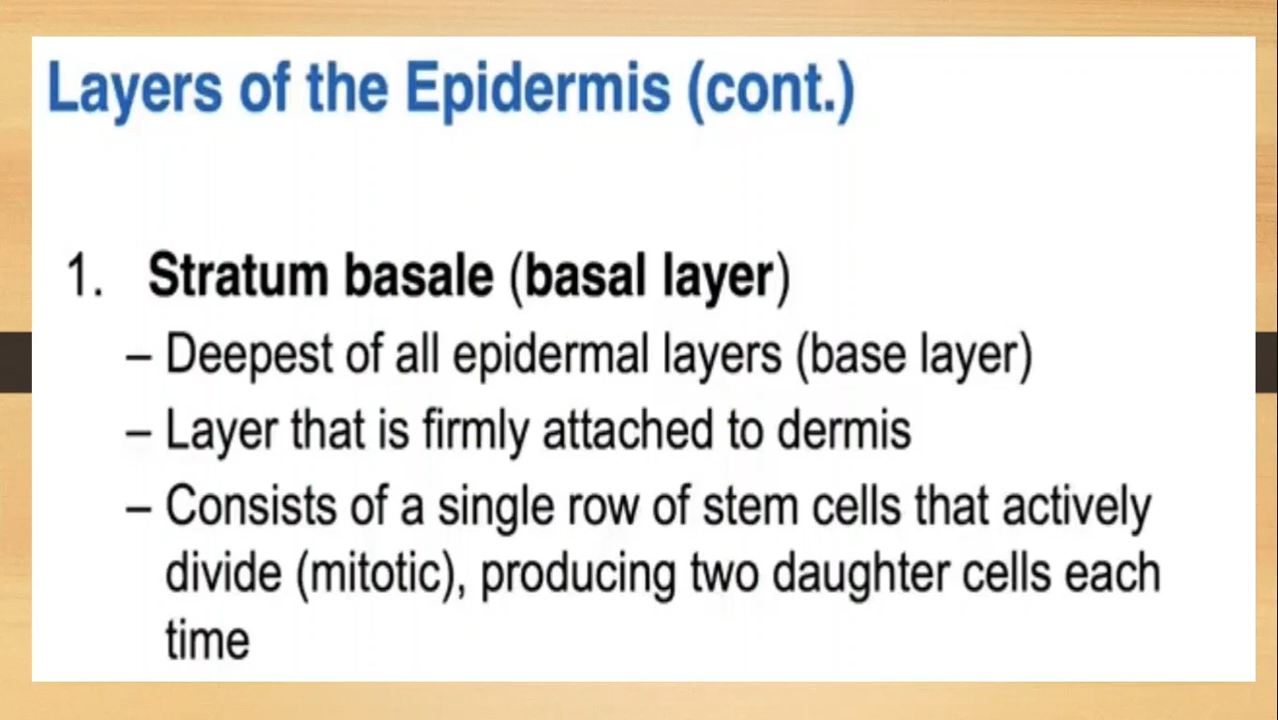 Layers of the Epidermis (cont.)
1. Stratum basale (basal layer)
– Deepest of all epidermal layers (base layer)
– Layer that is firmly attached to dermis
– Consists of a single row of stem cells that actively
divide (mitotic), producing two daughter cells each
time